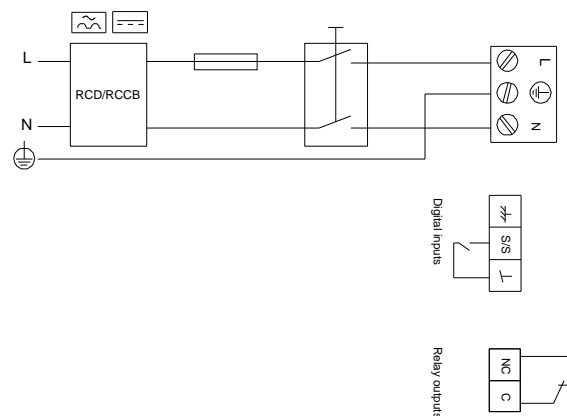 L
RCD/RCCB
N
L
N
Digital inputs
S/S
Relay outputs
NC
C